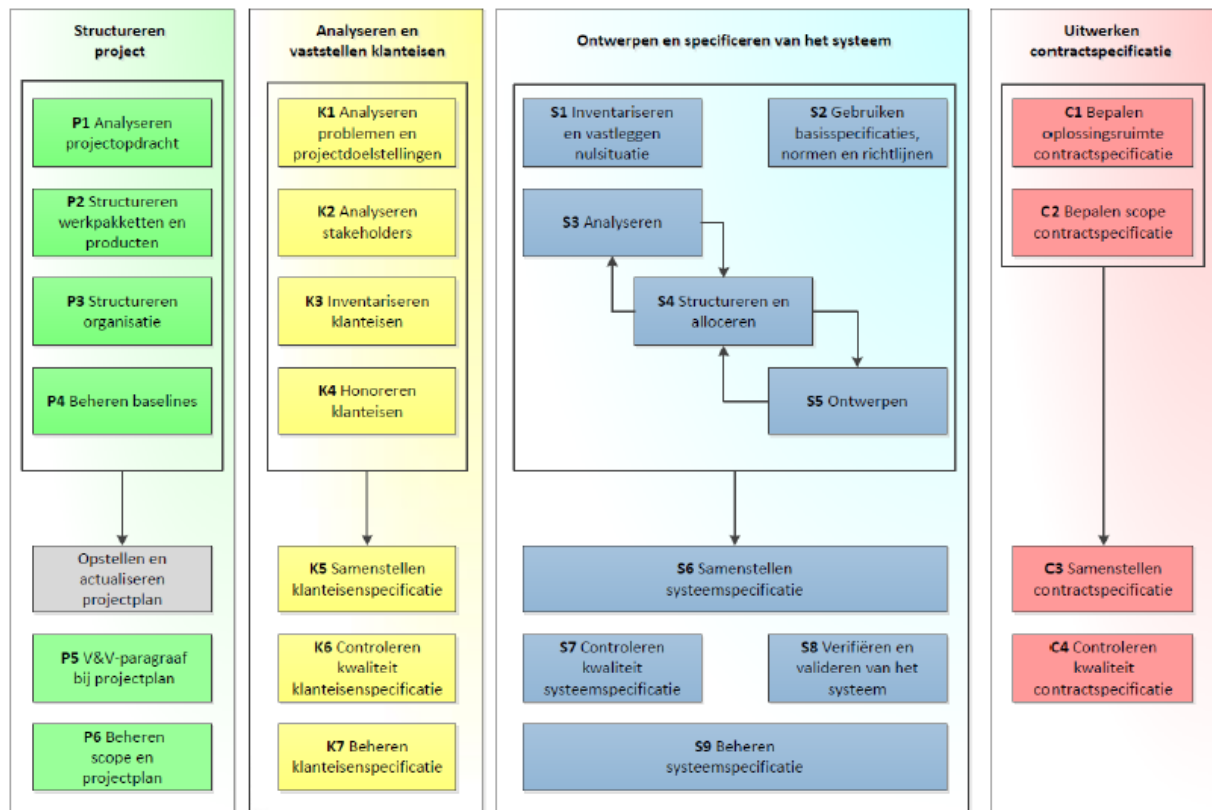 Structureren
project
P1 Analyseren
projectopdracht
P2 Structureren
werkpakketten en
producten
P3 Structureren
organisatie
P4 Beheren baselines
Opstellen en
actualiseren
projectplan
P5 V&V-paragraaf
bij projectplan
P6 Beheren
scope en
projectplan
Analyseren en
vaststellen klanteisen
K1 Analyseren
problemen en
projectdoelstellingen
K2 Analyseren
stakeholders
K3 Inventariseren
klanteisen
K4 Honoreren
klanteisen
K5 Samenstellen
klanteisenspecificatie
K6 Controleren
kwaliteit
klanteisenspecificatie
K7 Beheren
klanteisenspecificatie
Ontwerpen en specificeren van het systeem
S1 Inventariseren
en vastleggen
nulsituatie
S2 Gebruiken
basisspecificaties,
normen en richtlijnen
S3 Analyseren
S4 Structureren en
alloceren
S5 Ontwerpen
S6 Samenstellen
systeemspecificatie
S7 Controleren
kwaliteit
systeemspecificatie
S8 Verifiëren en
valideren van het
systeem
S9 Beheren
systeemspecificatie
Uitwerken
contractspecificatie
C1 Bepalen
oplossingsruimte
contractspecificatie
C2 Bepalen scope
contractspecificatie
C3 Samenstellen
contractspecificatie
C4 Controleren
kwaliteit
contractspecificatie